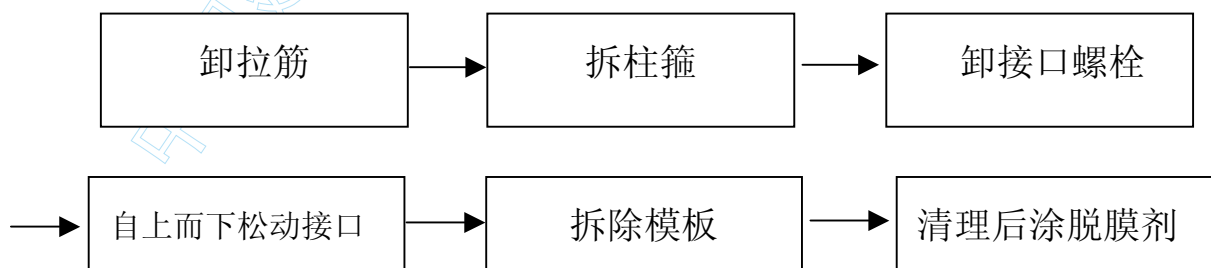 卸拉筋
拆柱箍
卸接口螺栓
自上而下松动接口
拆除模板
清理后涂脱膜剂